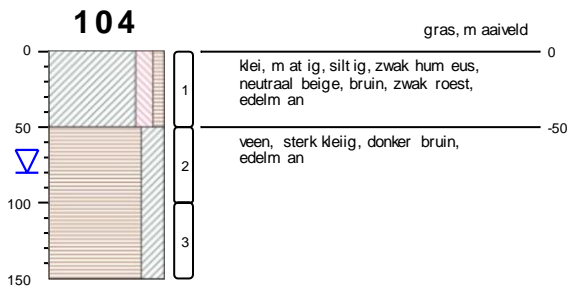 104
gras, maaiveld
0
0
klei, matig, siltig, zwak humeus,
neutraal beige, bruin, zwak roest,
edelman
1
50
-50
veen, sterk kleiig, donker bruin,
edelman
2
100
3
150